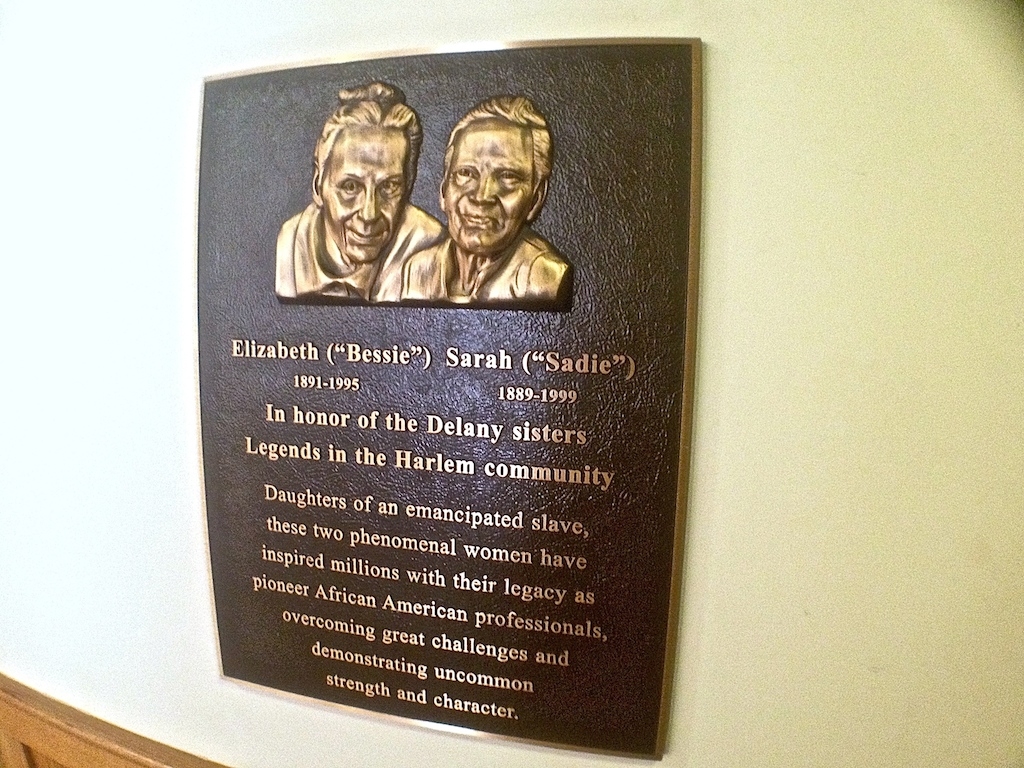 Elizabeth (“Bessie”) Sarah (“Sadie”)
1891-1995 1889-1999
In honor of the Delany sisters
Legends in the Harlem community
Daughters of an emancipated slave,
these two phenomenal women have
inspired millions with their legacy as
pioneer African American professionals,
overcoming great challenges and
demonstrating uncommon
strength and character.